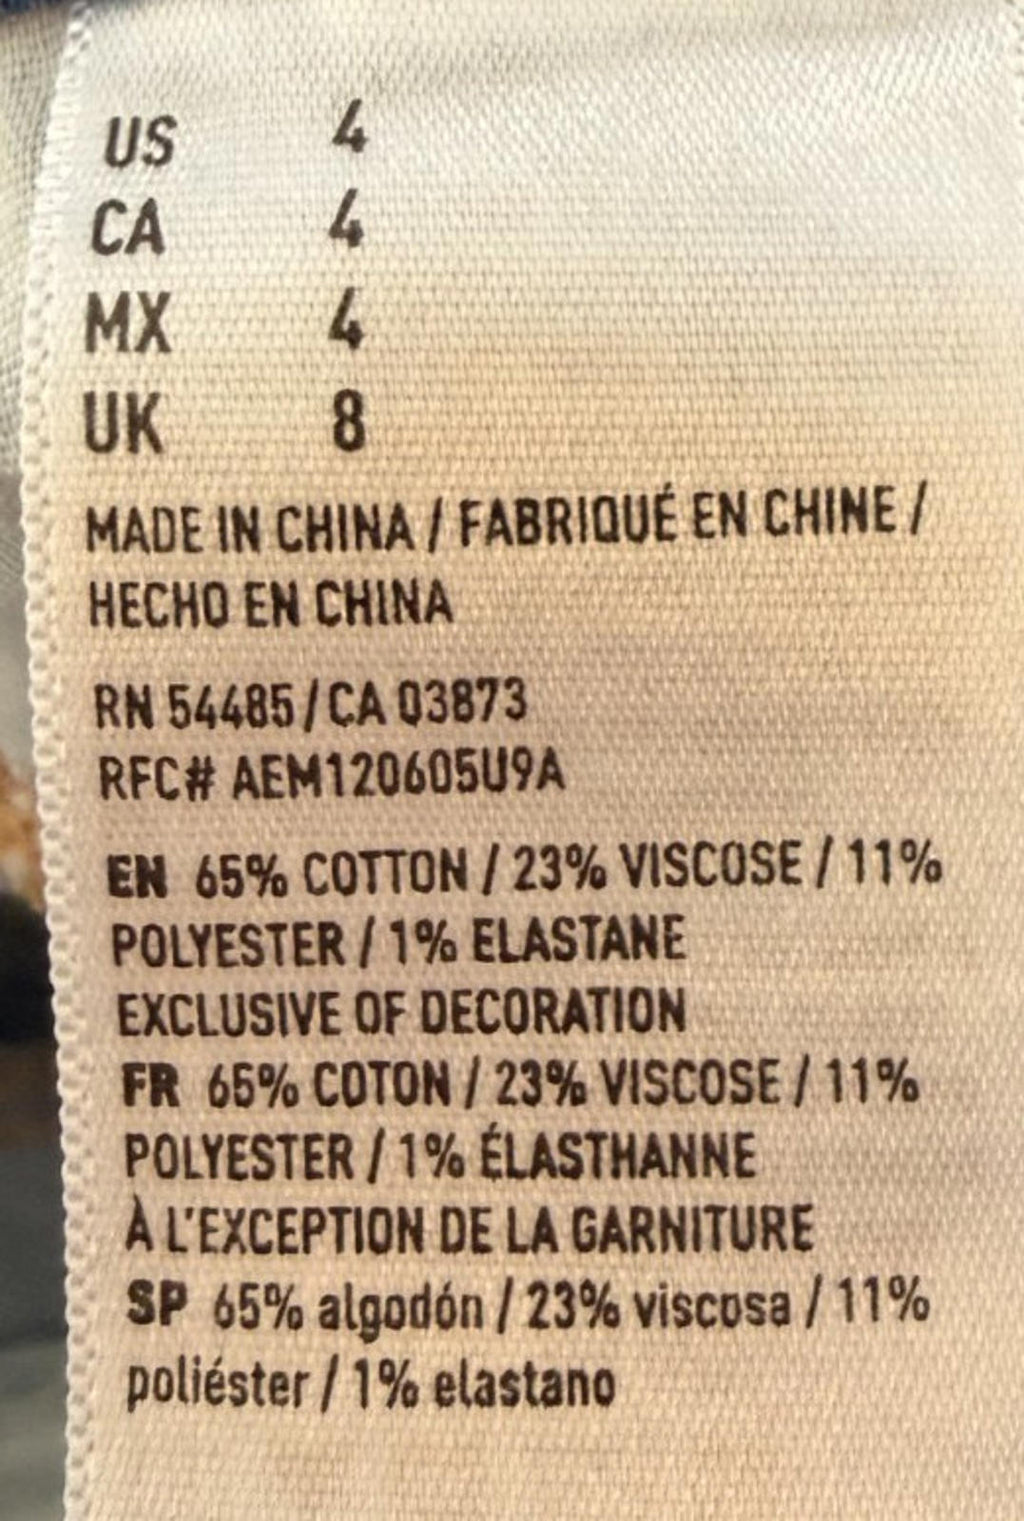 US 4
CA 4
MX 4
UK 8
MADE IN CHINA / FABRIQUÉ EN CHINE /
HECHO EN CHINA
RN 54485 / CA 03873
RFC# AEM120605U9A
EN 65% COTTON / 23% VISCOSE / 11%
POLYESTER / 1% ELASTANE
EXCLUSIVE OF DECORATION
FR 65% COTON / 23% VISCOSE / 11%
POLYESTER / 1% ÉLASTHANNE
À L'EXCEPTION DE LA GARNITURE
SP 65% algodón / 23% viscosa / 11%
poliéster / 1% elastano